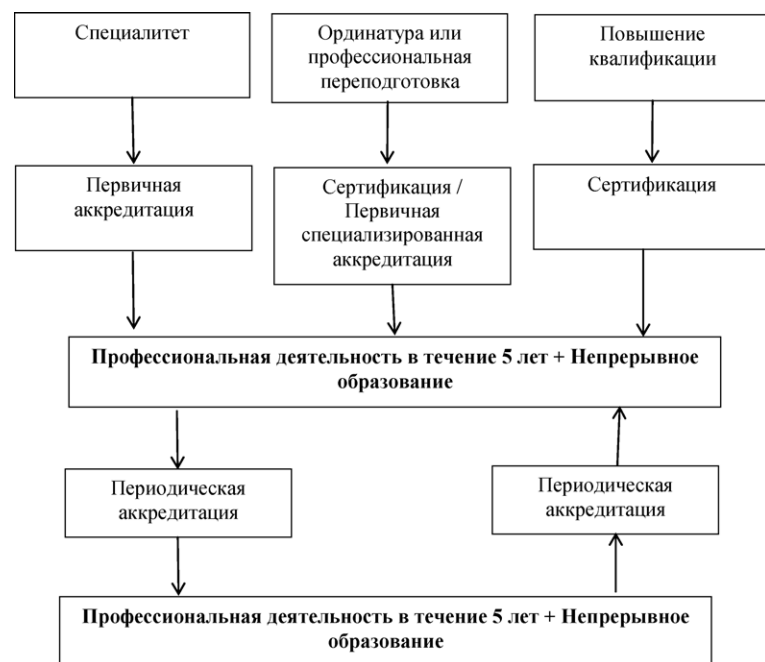 Специалитет
Ординатура или
профессиональная
переподготовка
Повышение
квалификации
Первичная
аккредитация
Сертификация /
Первичная
специализированная
аккредитация
Сертификация
Профессиональная деятельность в течение 5 лет + Непрерывное
образование
Периодическая
аккредитация
Периодическая
аккредитация
Профессиональная деятельность в течение 5 лет + Непрерывное
образование